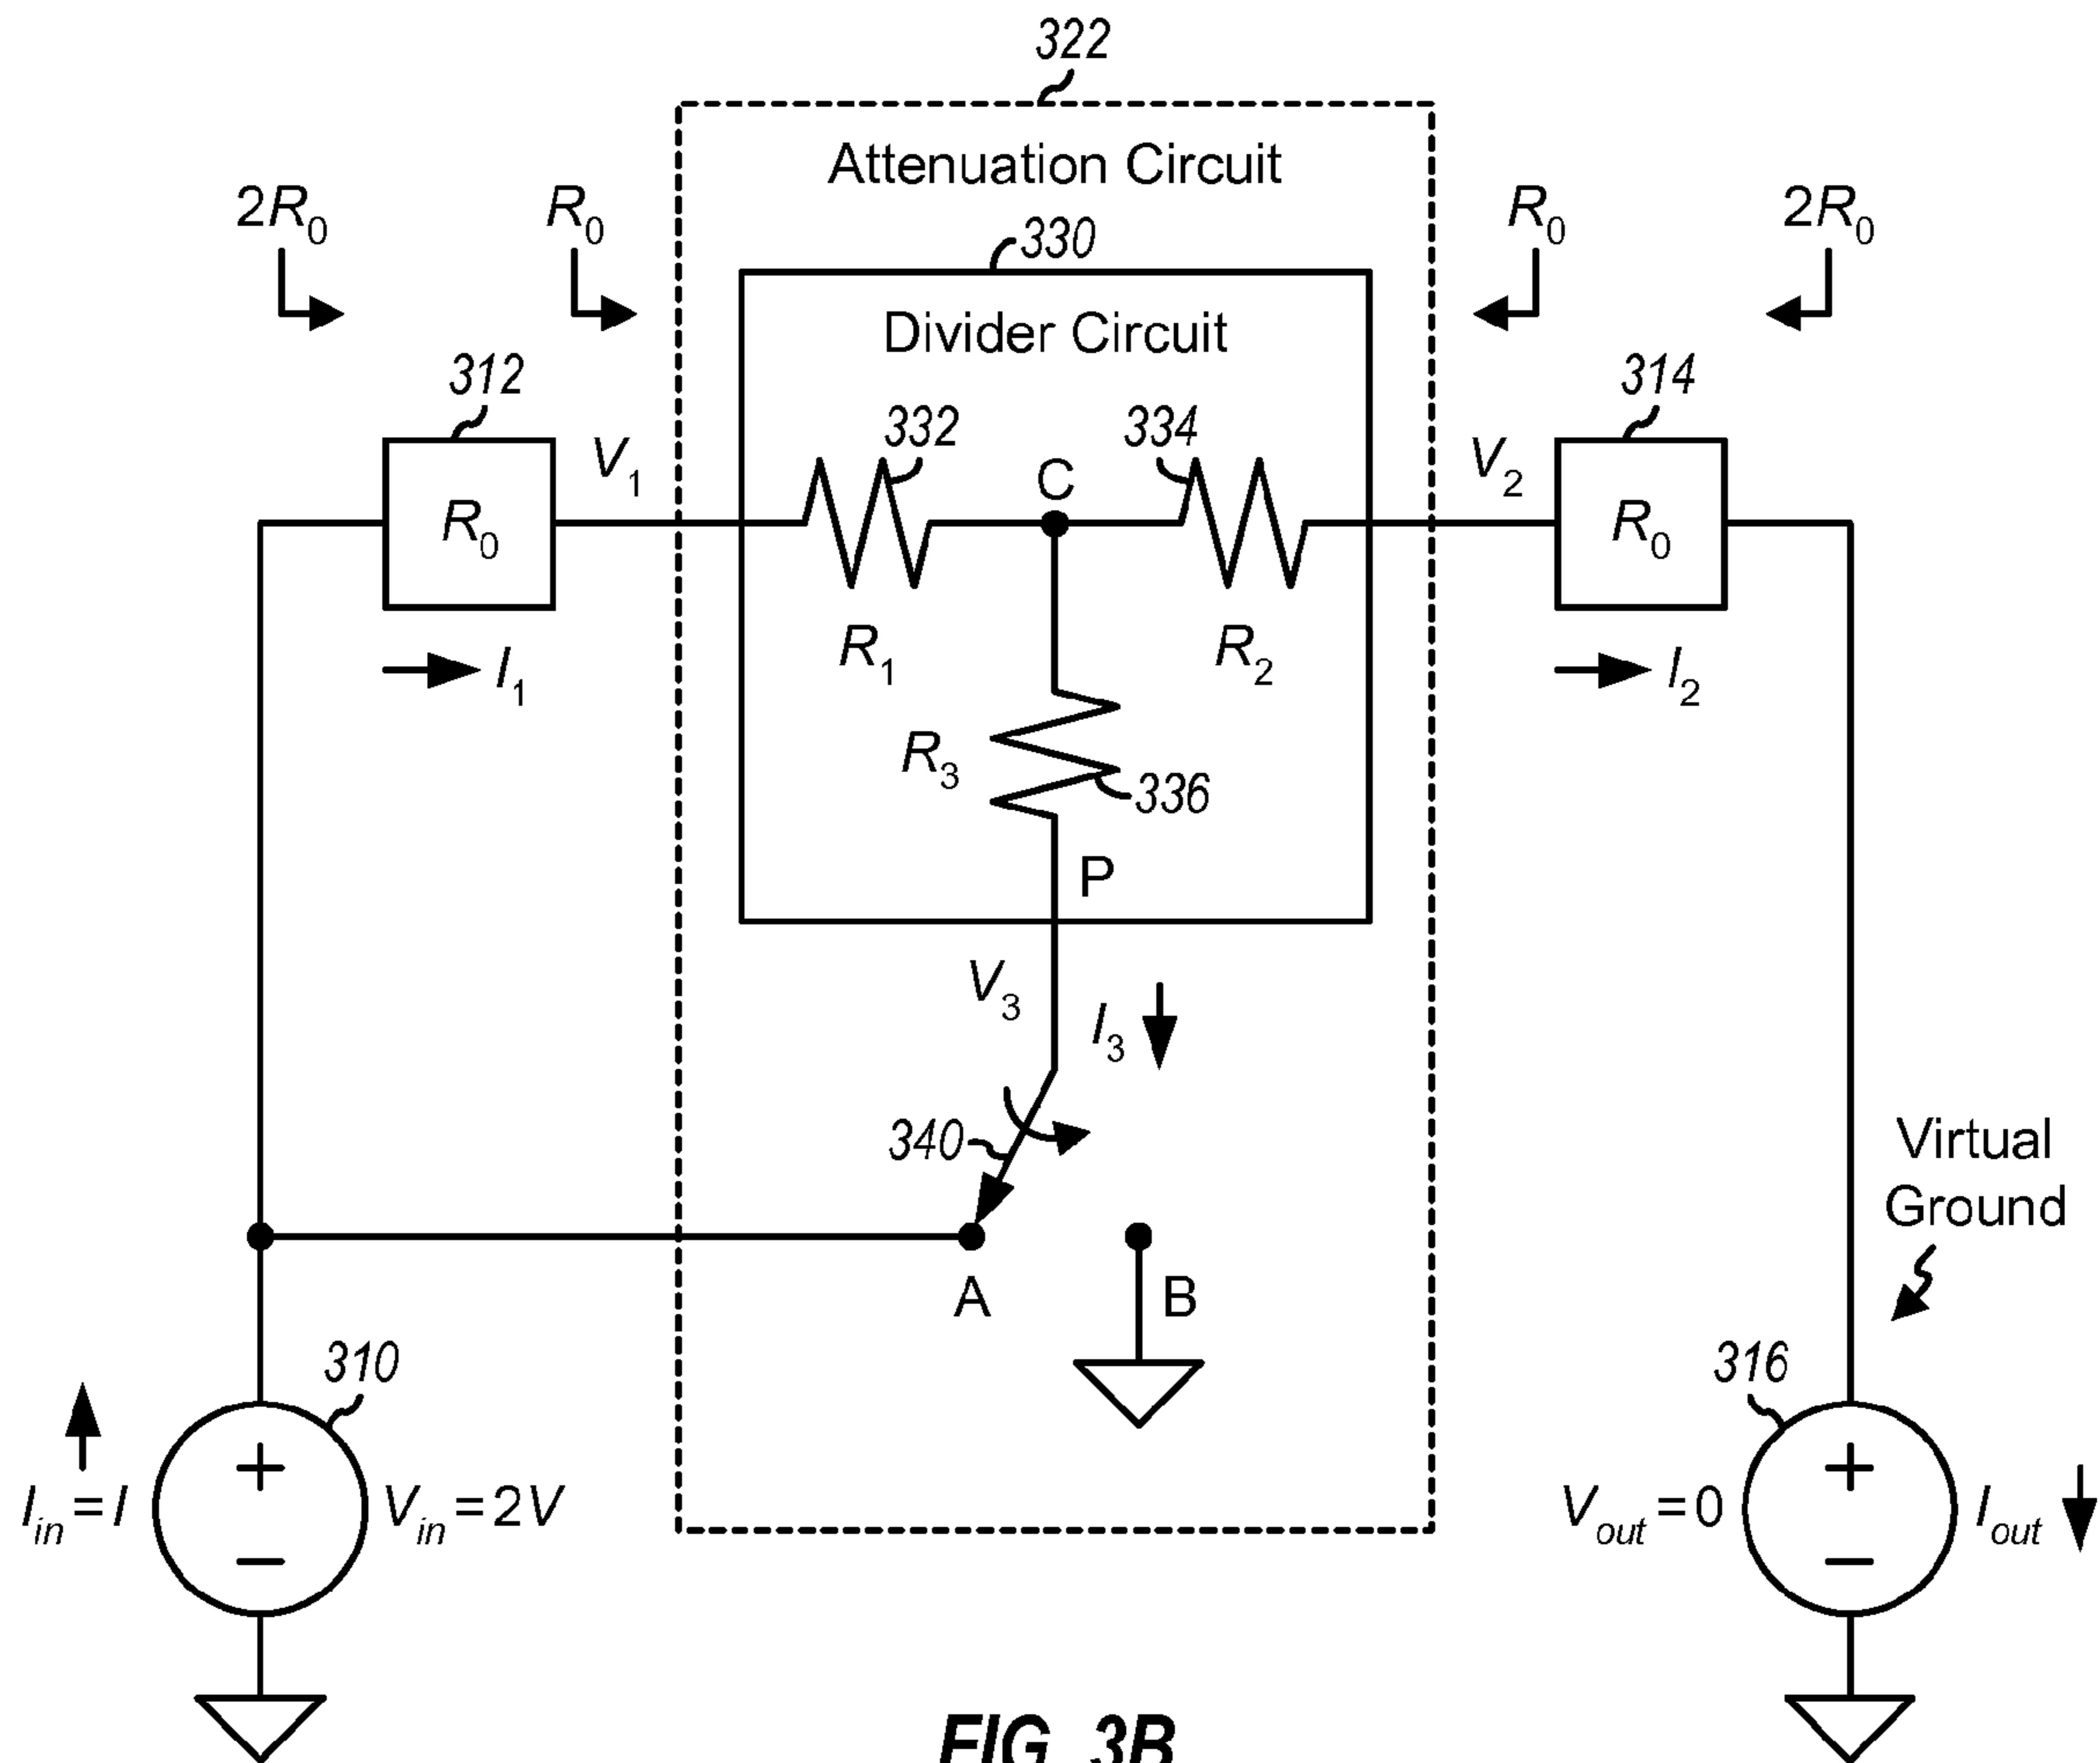 322
Attenuation Circuit
2R0
R0
R0
2R0
330
Divider Circuit
312
314
332
334
V1
C
V2
R0
R0
R1
R2
I1
I2
R3
336
P
V3
I3
340
Virtual
Ground
A
B
310
316
+
+
Iin = I
Vin = 2V
Vout = 0
Iout
−
−
FIG. 3B